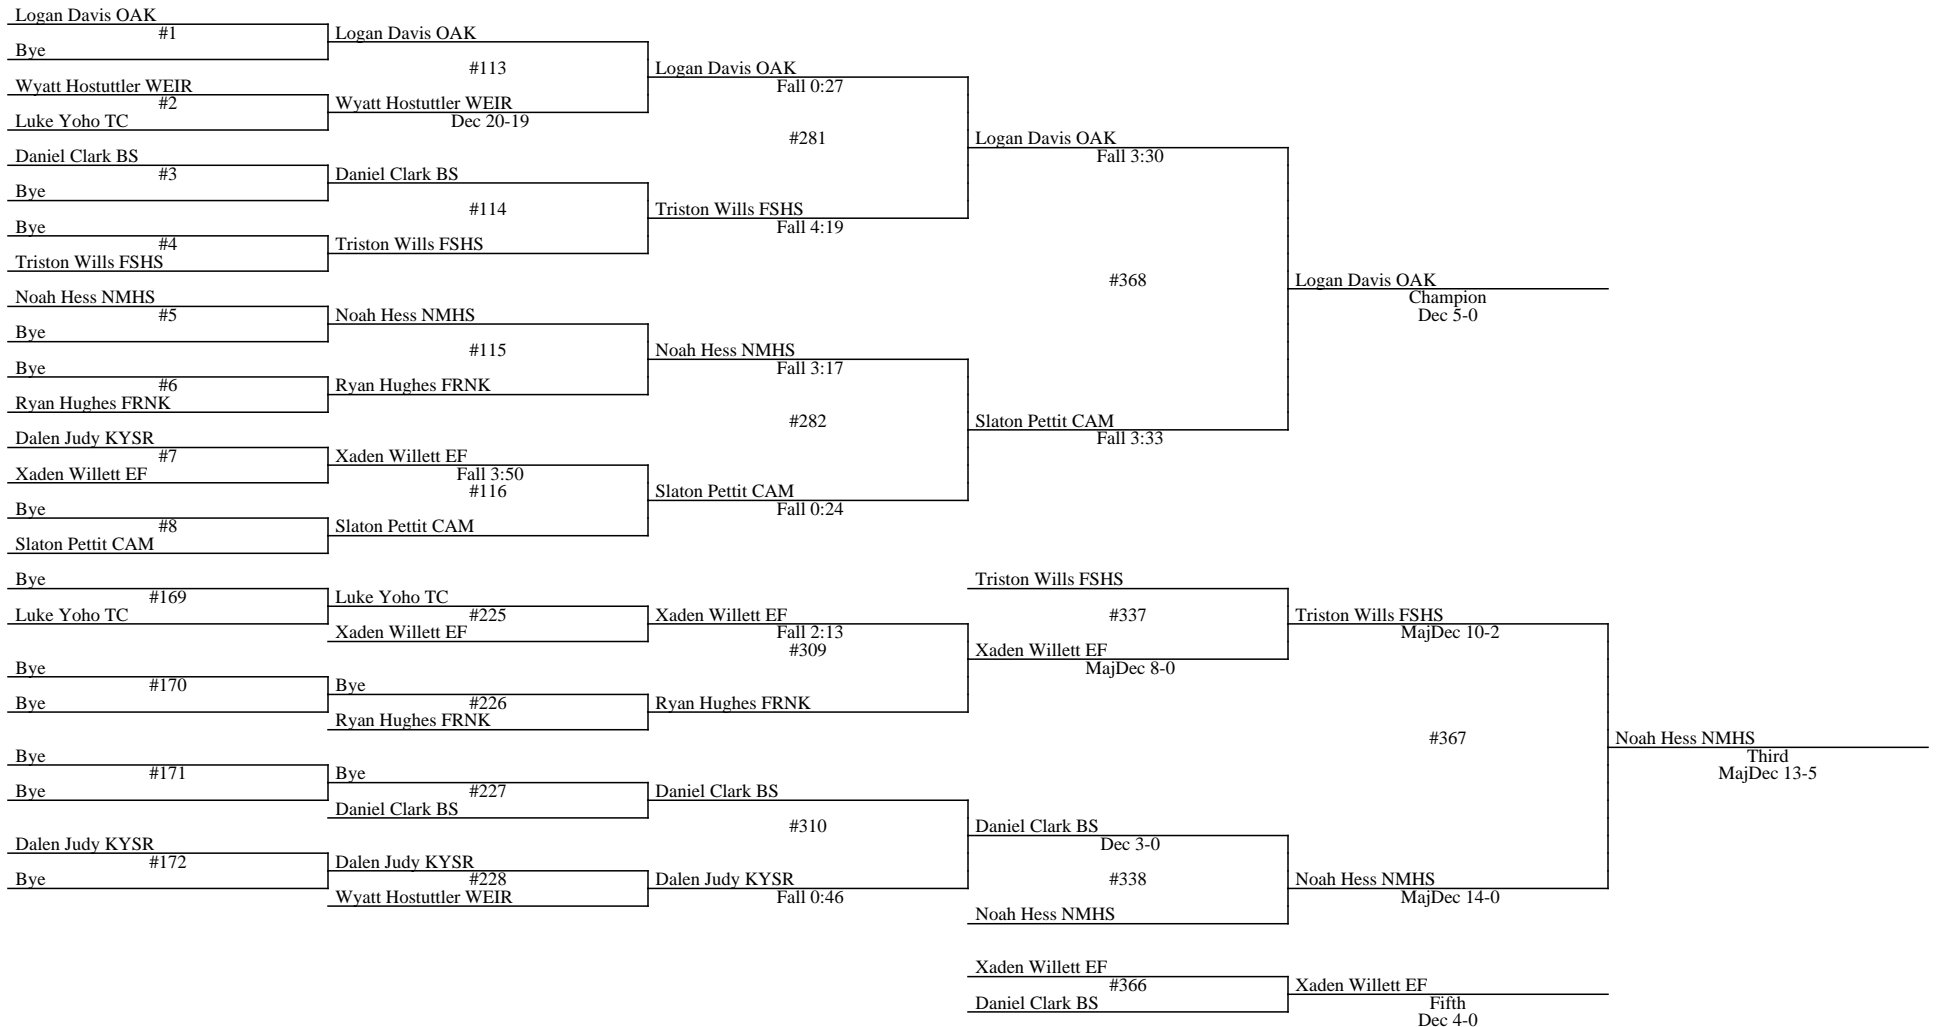 Logan Davis OAK
#1
Bye
Wyatt Hostuttler WEIR
#2
Luke Yoho TC
Daniel Clark BS
#3
Bye
Bye
#4
Triston Wills FSHS
Noah Hess NMHS
#5
Bye
Bye
#6
Ryan Hughes FRNK
Dalen Judy KYSR
#7
Xaden Willett EF
Bye
#8
Slaton Pettit CAM
Logan Davis OAK
#113
Wyatt Hostuttler WEIR
Dec 20-19
Daniel Clark BS
#114
Triston Wills FSHS
Noah Hess NMHS
#115
Ryan Hughes FRNK
Xaden Willett EF
Fall 3:50
#116
Slaton Pettit CAM
Logan Davis OAK
Fall 0:27
#281
Triston Wills FSHS
Fall 4:19
Noah Hess NMHS
Fall 3:17
#282
Slaton Pettit CAM
Fall 0:24
Logan Davis OAK
Fall 3:30
#368
Slaton Pettit CAM
Fall 3:33
Logan Davis OAK
Champion
Dec 5-0
Bye
#169
Luke Yoho TC
Bye
#170
Bye
Bye
#171
Bye
Dalen Judy KYSR
#172
Bye
Luke Yoho TC
#225
Xaden Willett EF
Bye
#226
Ryan Hughes FRNK
Bye
#227
Daniel Clark BS
Dalen Judy KYSR
#228
Wyatt Hostuttler WEIR
Xaden Willett EF
Fall 2:13
#309
Ryan Hughes FRNK
Daniel Clark BS
#310
Dalen Judy KYSR
Fall 0:46
Triston Wills FSHS
#337
Xaden Willett EF
MajDec 8-0
Daniel Clark BS
Dec 3-0
#338
Noah Hess NMHS
Triston Wills FSHS
MajDec 10-2
#367
Noah Hess NMHS
MajDec 14-0
Noah Hess NMHS
Third
MajDec 13-5
Xaden Willett EF
#366
Daniel Clark BS
Xaden Willett EF
Fifth
Dec 4-0